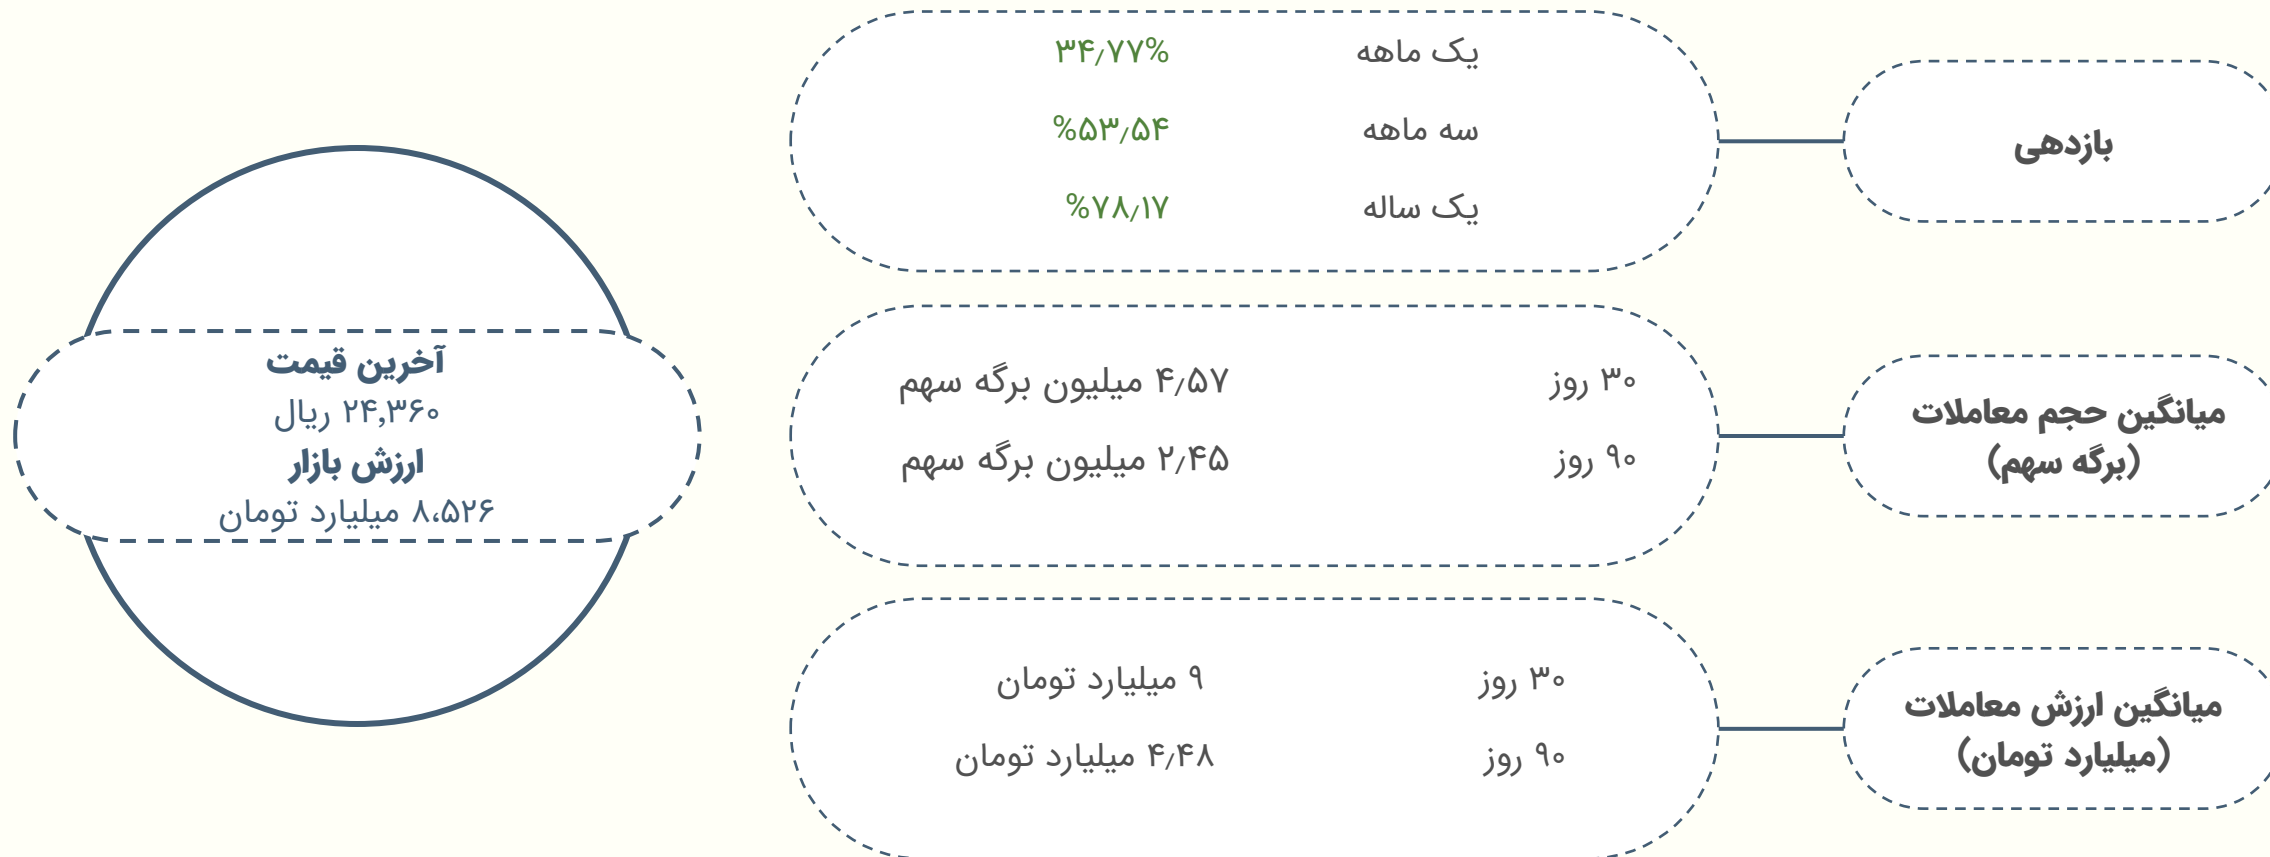 بازدهی
یک ماهه ۳۴٫۷۷%
سه ماهه %۵۳٫۵۴
یک ساله %۷۸٫۱۷
میانگین حجم معاملات
(برگه سهم)
۳۰ روز ۴٫۵۷ میلیون برگه سهم
۹۰ روز ۲٫۴۵ میلیون برگه سهم
میانگین ارزش معاملات
(میلیارد تومان)
۳۰ روز ۹ میلیارد تومان
۹۰ روز ۴٫۴۸ میلیارد تومان
آخرین قیمت
۲۴,۳۶۰ ریال
ارزش بازار
۸،۵۲۶ میلیارد تومان